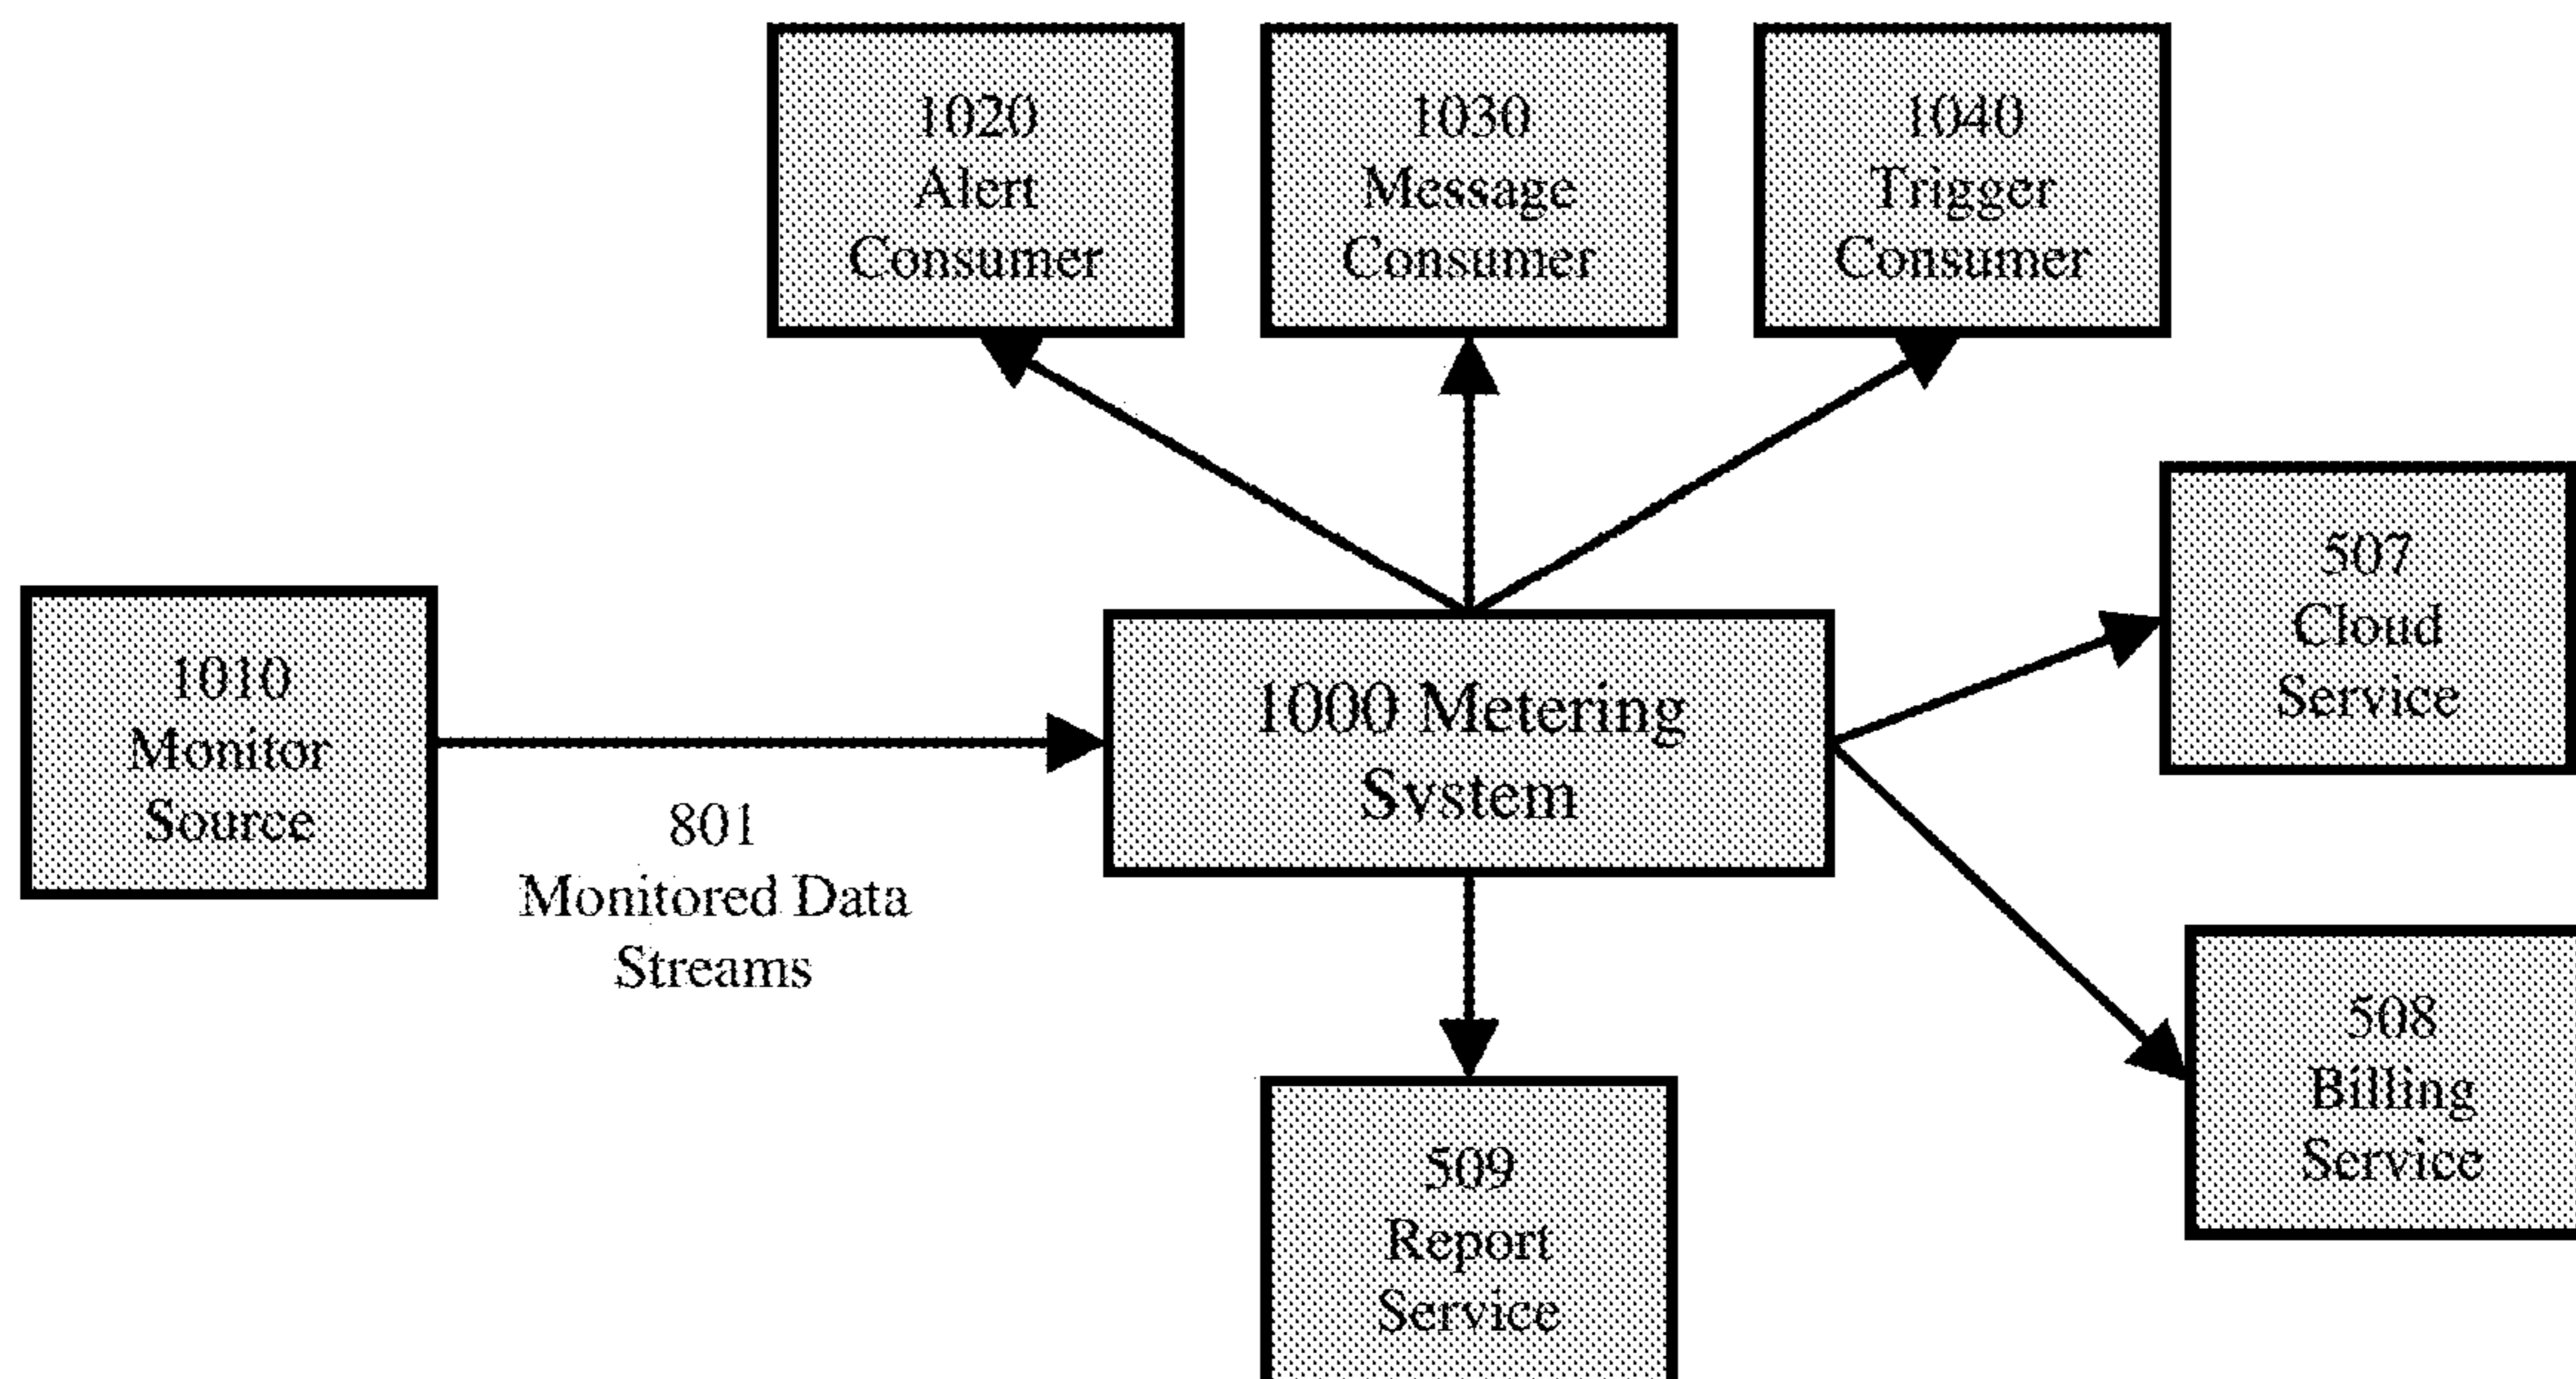 1020
Alert
Consumer
1030
Message
Consumer
1040
Trigger
Consumer
507
Cloud
Service
1010
Monitor
Source
1000 Metering
System
801
Monitored Data
Streams
508
Billing
Service
509
Report
Service